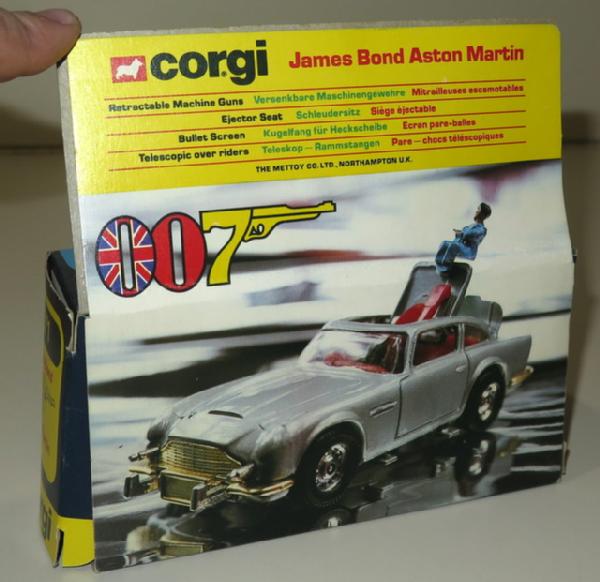 corgi James Bond Aston Martin
Retractable Machine Guns Versenkbare Maschinengewehre Mitrailleuses escamotables
Ejector Seat Schleudersitz Siège éjectable
Bullet Screen Kugelfang für Heckscheibe Ecran pare-balles
Telescopic over riders Teleskop-Rammstangen Pare-chocs télescopiques
THE METTOY CO. LTD., NORTHAMPTON U.K.
007